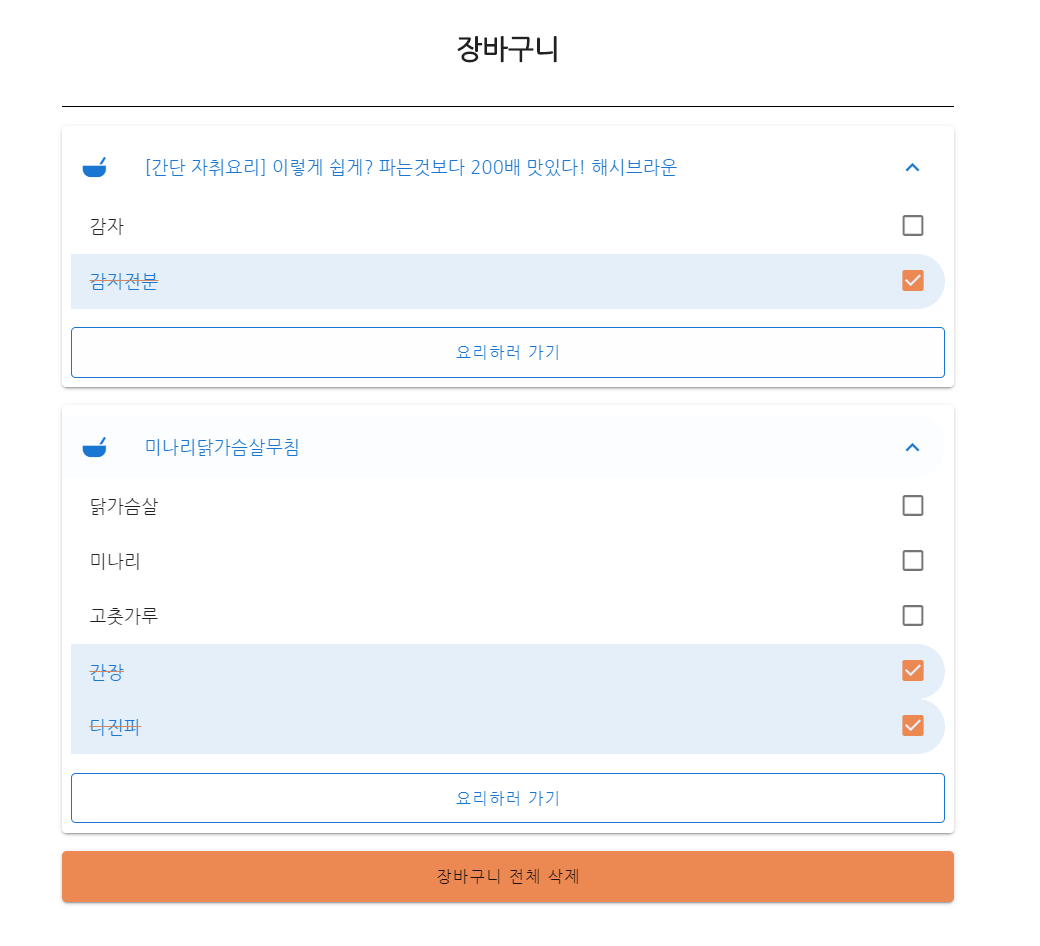 장바구니
[간단 자취요리] 이렇게 쉽게? 파는것보다 200배 맛있다! 해시브라운
감자
감자전분
요리하러 가기
미나리닭가슴살무침
닭가슴살
미나리
고춧가루
간장
다진파
요리하러 가기
장바구니 전체 삭제